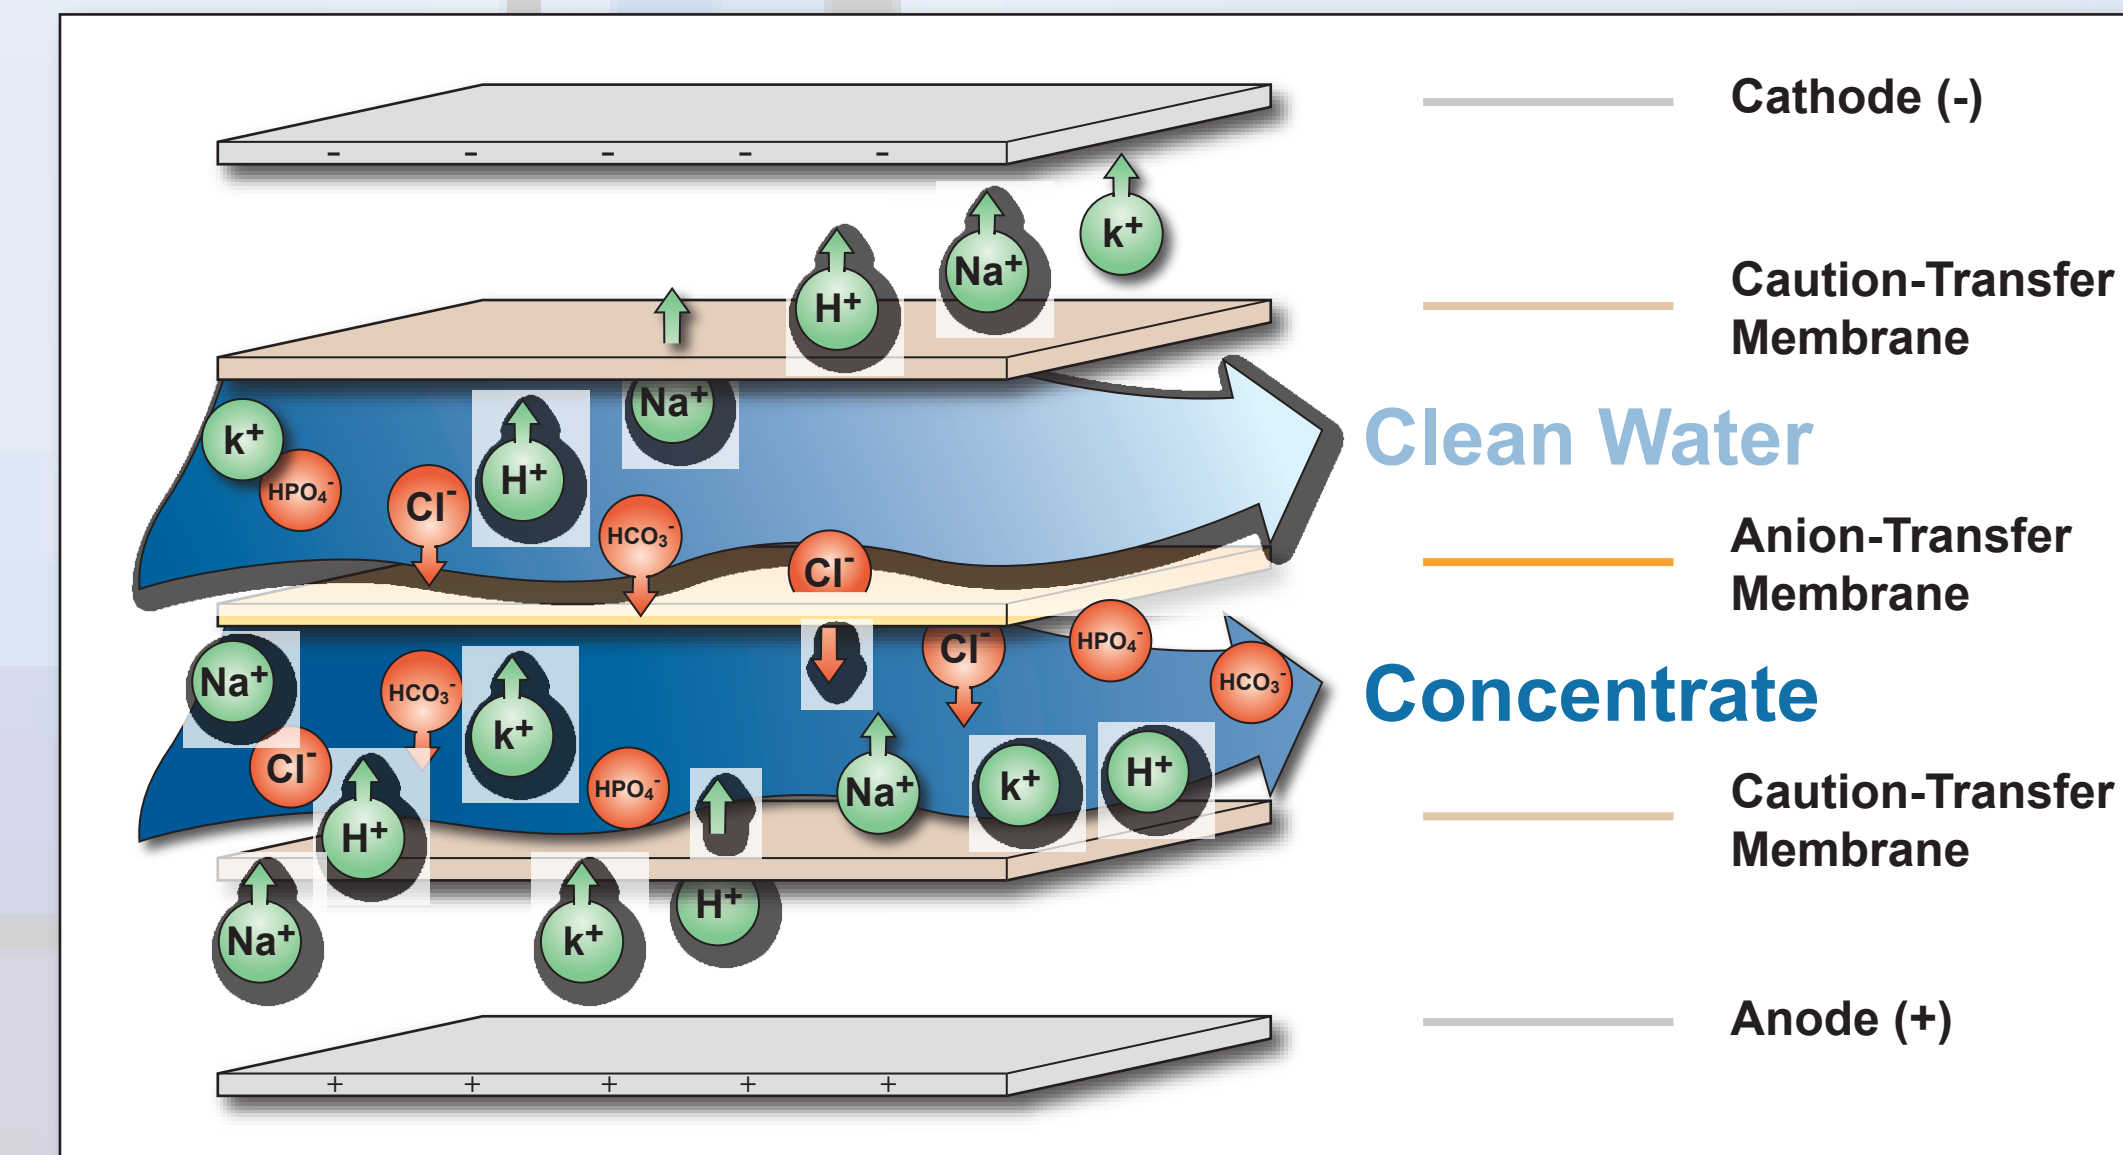 Cathode (-)
- - - - -
k⁺
Na⁺
H⁺
Caution-Transfer
Membrane
Na⁺
k⁺
H⁺
HPO₄⁻
Cl⁻
HCO₃⁻
Cl⁻
Clean Water
Anion-Transfer
Membrane
Cl⁻
HPO₄⁻
Na⁺
HCO₃⁻
HCO₃⁻
k⁺
Concentrate
Cl⁻
HPO₄⁻
Na⁺
k⁺
H⁺
H⁺
Caution-Transfer
Membrane
H⁺
Na⁺
k⁺
Anode (+)
+ + + + +